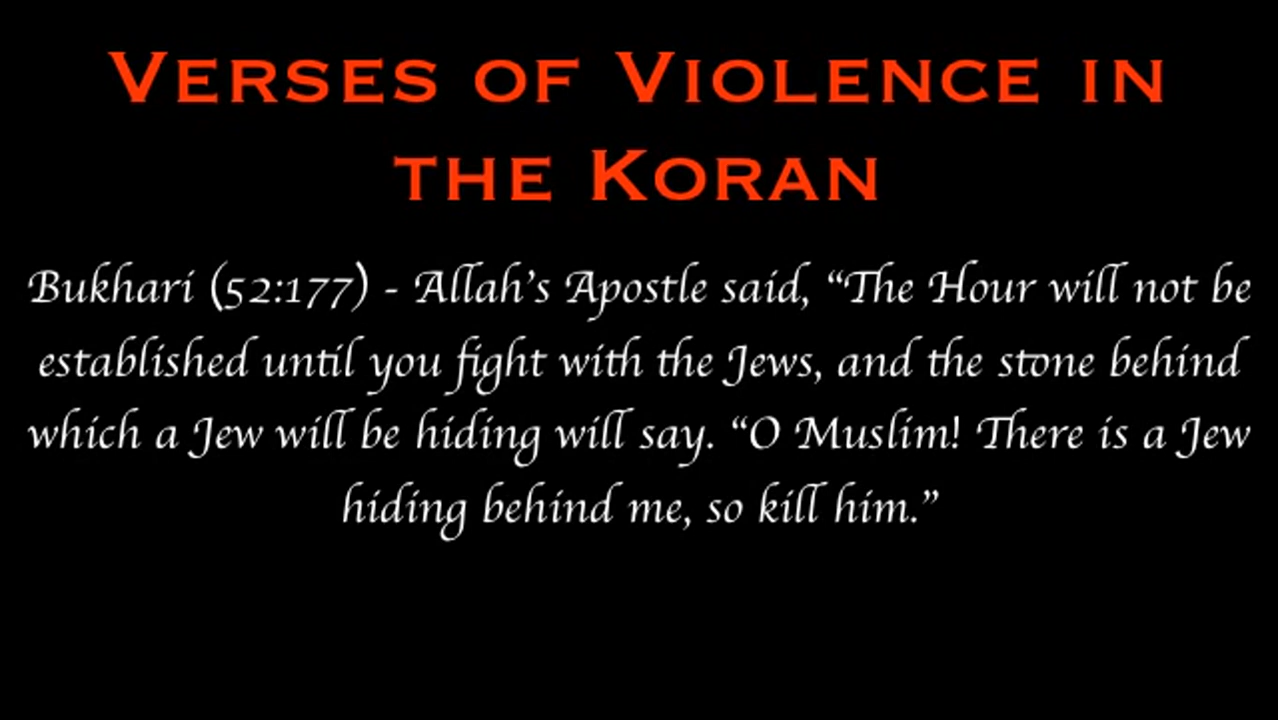 VERSES OF VIOLENCE IN
THE KORAN
Bukhari (52:177) - Allah's Apostle said, “The Hour will not be
established until you fight with the Jews, and the stone behind
which a Jew will be hiding will say. “O Muslim! There is a Jew
hiding behind me, so kill him.”